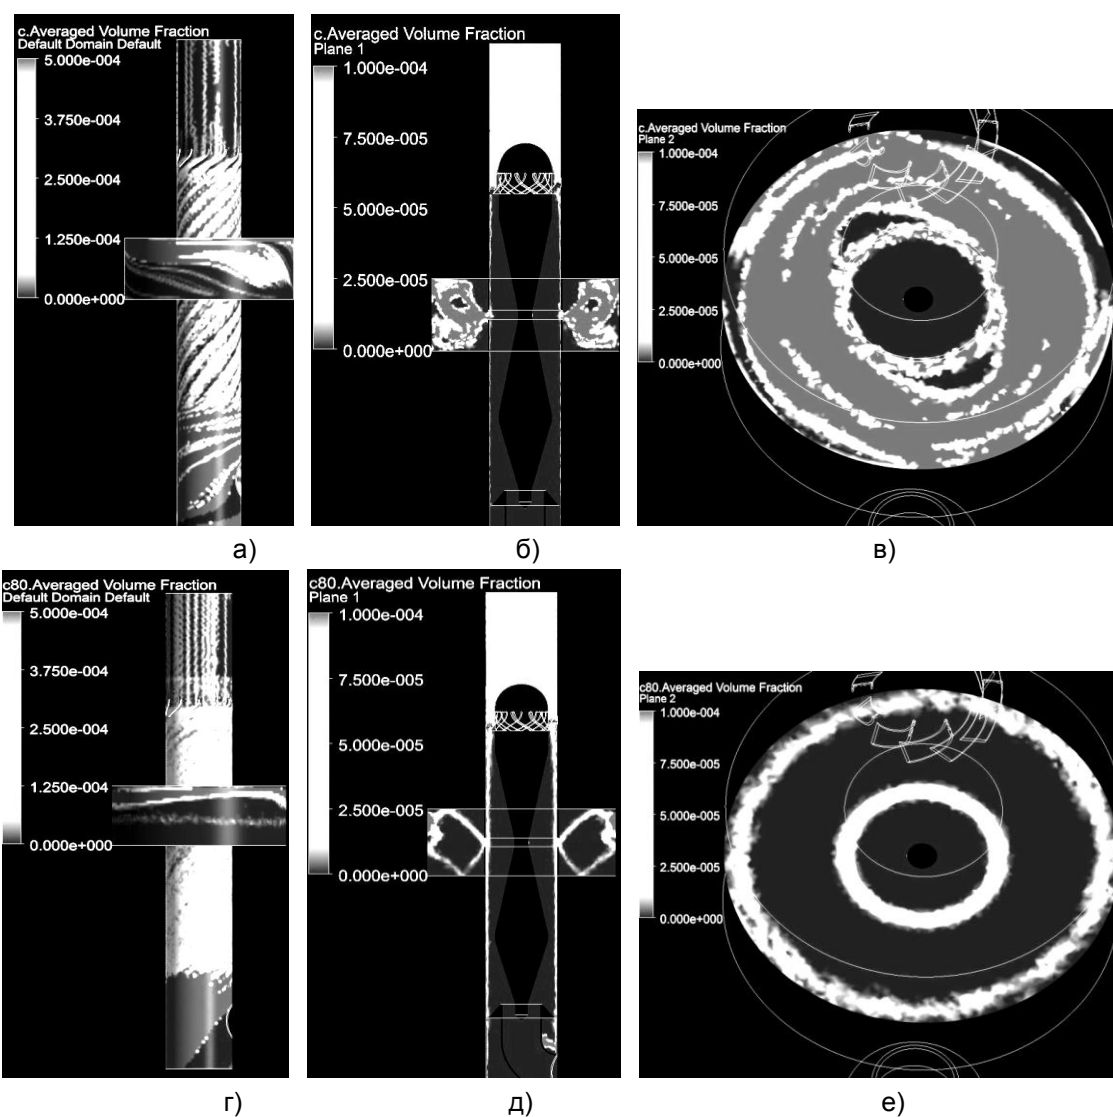 c.Averaged Volume Fraction
Default Domain Default
5.000e-004
3.750e-004
2.500e-004
1.250e-004
0.000e+000
c.Averaged Volume Fraction
Plane 1
1.000e-004
7.500e-005
5.000e-005
2.500e-005
0.000e+000
c.Averaged Volume Fraction
Plane 2
1.000e-004
7.500e-005
5.000e-005
2.500e-005
0.000e+000
а)
б)
в)
c80.Averaged Volume Fraction
Default Domain Default
5.000e-004
3.750e-004
2.500e-004
1.250e-004
0.000e+000
c80.Averaged Volume Fraction
Plane 1
1.000e-004
7.500e-005
5.000e-005
2.500e-005
0.000e+000
c80.Averaged Volume Fraction
Plane 2
1.000e-004
7.500e-005
5.000e-005
2.500e-005
0.000e+000
г)
д)
е)